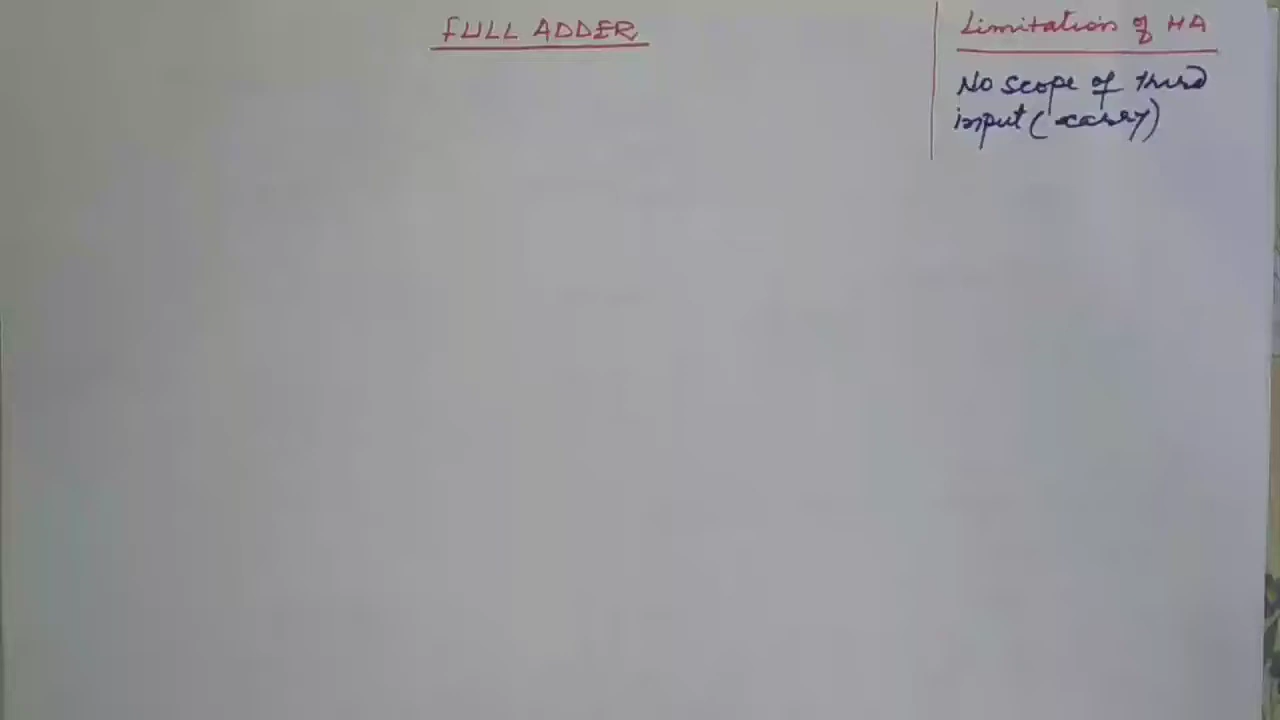 FULL ADDER
Limitation of HA
No scope of third
input (carry)